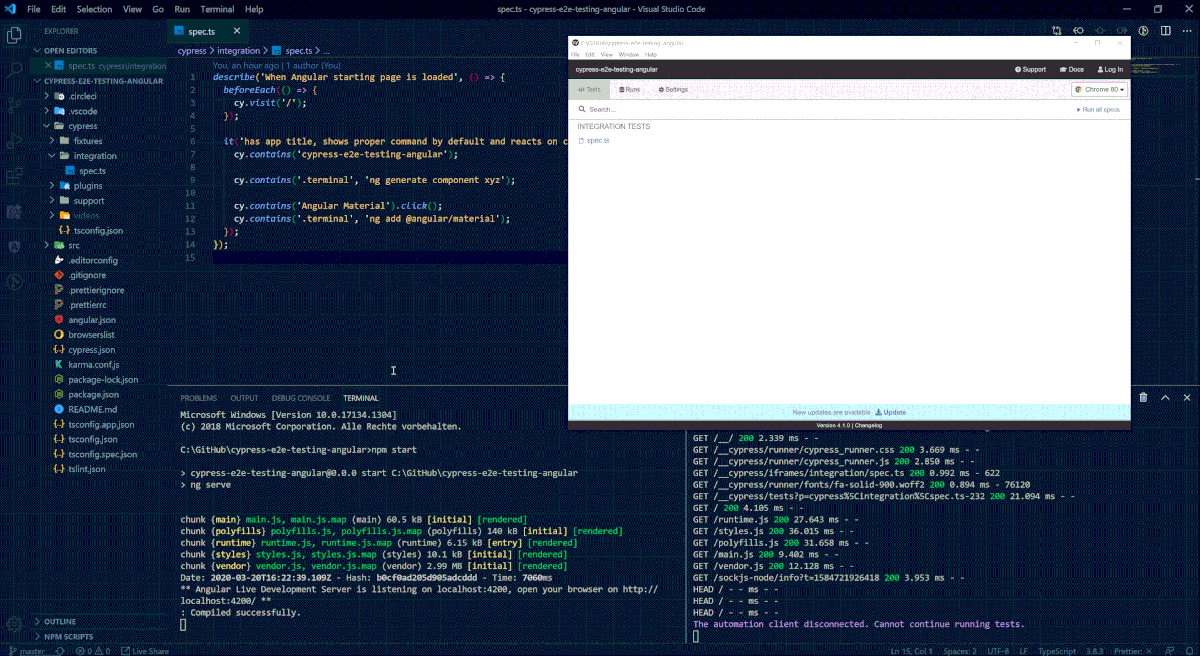 File Edit Selection View Go Run Terminal Help
spec.ts - cypress-e2e-testing-angular - Visual Studio Code
EXPLORER
OPEN EDITORS
spec.ts cypress\integration
CYPRESS-E2E-TESTING-ANGULAR
.circleci
.vscode
cypress
fixtures
integration
spec.ts
plugins
support
videos
tsconfig.json
src
.editorconfig
.gitignore
.prettierignore
.prettierrc
angular.json
browserslist
cypress.json
karma.conf.js
package-lock.json
package.json
README.md
tsconfig.app.json
tsconfig.json
tsconfig.spec.json
tslint.json
OUTLINE
NPM SCRIPTS
spec.ts
cypress > integration > spec.ts > ...
You, an hour ago | 1 author (You)
1 describe('When Angular starting page is loaded', () => {
2 beforeEach(() => {
3 cy.visit('/');
4 });
5
6 it('has app title, shows proper command by default and reacts on c
7 cy.contains('cypress-e2e-testing-angular');
8
9 cy.contains('.terminal', 'ng generate component xyz');
10
11 cy.contains('Angular Material').click();
12 cy.contains('.terminal', 'ng add @angular/material');
13 });
14 });
15
C:\GitHub\cypress-e2e-testing-angular
File Edit View Window Help
cypress-e2e-testing-angular
Support Docs Log In
Tests Runs Settings
Chrome 80
Search...
Run all specs
INTEGRATION TESTS
spec.ts
New updates are available Update
Version 4.1.0 | Changelog
PROBLEMS OUTPUT DEBUG CONSOLE TERMINAL
Microsoft Windows [Version 10.0.17134.1304]
(c) 2018 Microsoft Corporation. Alle Rechte vorbehalten.
C:\GitHub\cypress-e2e-testing-angular>npm start
> cypress-e2e-testing-angular@0.0.0 start C:\GitHub\cypress-e2e-testing-angular
> ng serve
chunk {main} main.js, main.js.map (main) 60.5 kB [initial] [rendered]
chunk {polyfills} polyfills.js, polyfills.js.map (polyfills) 140 kB [initial] [rendered]
chunk {runtime} runtime.js, runtime.js.map (runtime) 6.15 kB [entry] [rendered]
chunk {styles} styles.js, styles.js.map (styles) 10.1 kB [initial] [rendered]
chunk {vendor} vendor.js, vendor.js.map (vendor) 2.99 MB [initial] [rendered]
Date: 2020-03-20T16:22:39.109Z - Hash: b0cf0ad205d905adcddd - Time: 7060ms
** Angular Live Development Server is listening on localhost:4200, open your browser on http://
localhost:4200/ **
: Compiled successfully.
GET /__/ 200 2.339 ms - -
GET /__cypress/runner/cypress_runner.css 200 3.669 ms - -
GET /__cypress/runner/cypress_runner.js 200 2.850 ms - -
GET /__cypress/iframes/integration/spec.ts 200 0.992 ms - 622
GET /__cypress/runner/fonts/fa-solid-900.woff2 200 0.894 ms - 76120
GET /__cypress/tests?p=cypress%5Cintegration%5Cspec.ts-232 200 21.094 ms - -
GET / 200 4.105 ms - -
GET /runtime.js 200 27.643 ms - -
GET /styles.js 200 36.015 ms - -
GET /polyfills.js 200 31.658 ms - -
GET /main.js 200 9.402 ms - -
GET /vendor.js 200 12.128 ms - -
GET /sockjs-node/info?t=1584721926418 200 3.953 ms - -
HEAD / - - ms - -
HEAD / - - ms - -
HEAD / - - ms - -
The automation client disconnected. Cannot continue running tests.
master 0 0 Live Share
Ln 15, Col 1 Spaces: 2 UTF-8 LF TypeScript 3.8.3 Prettier: ×